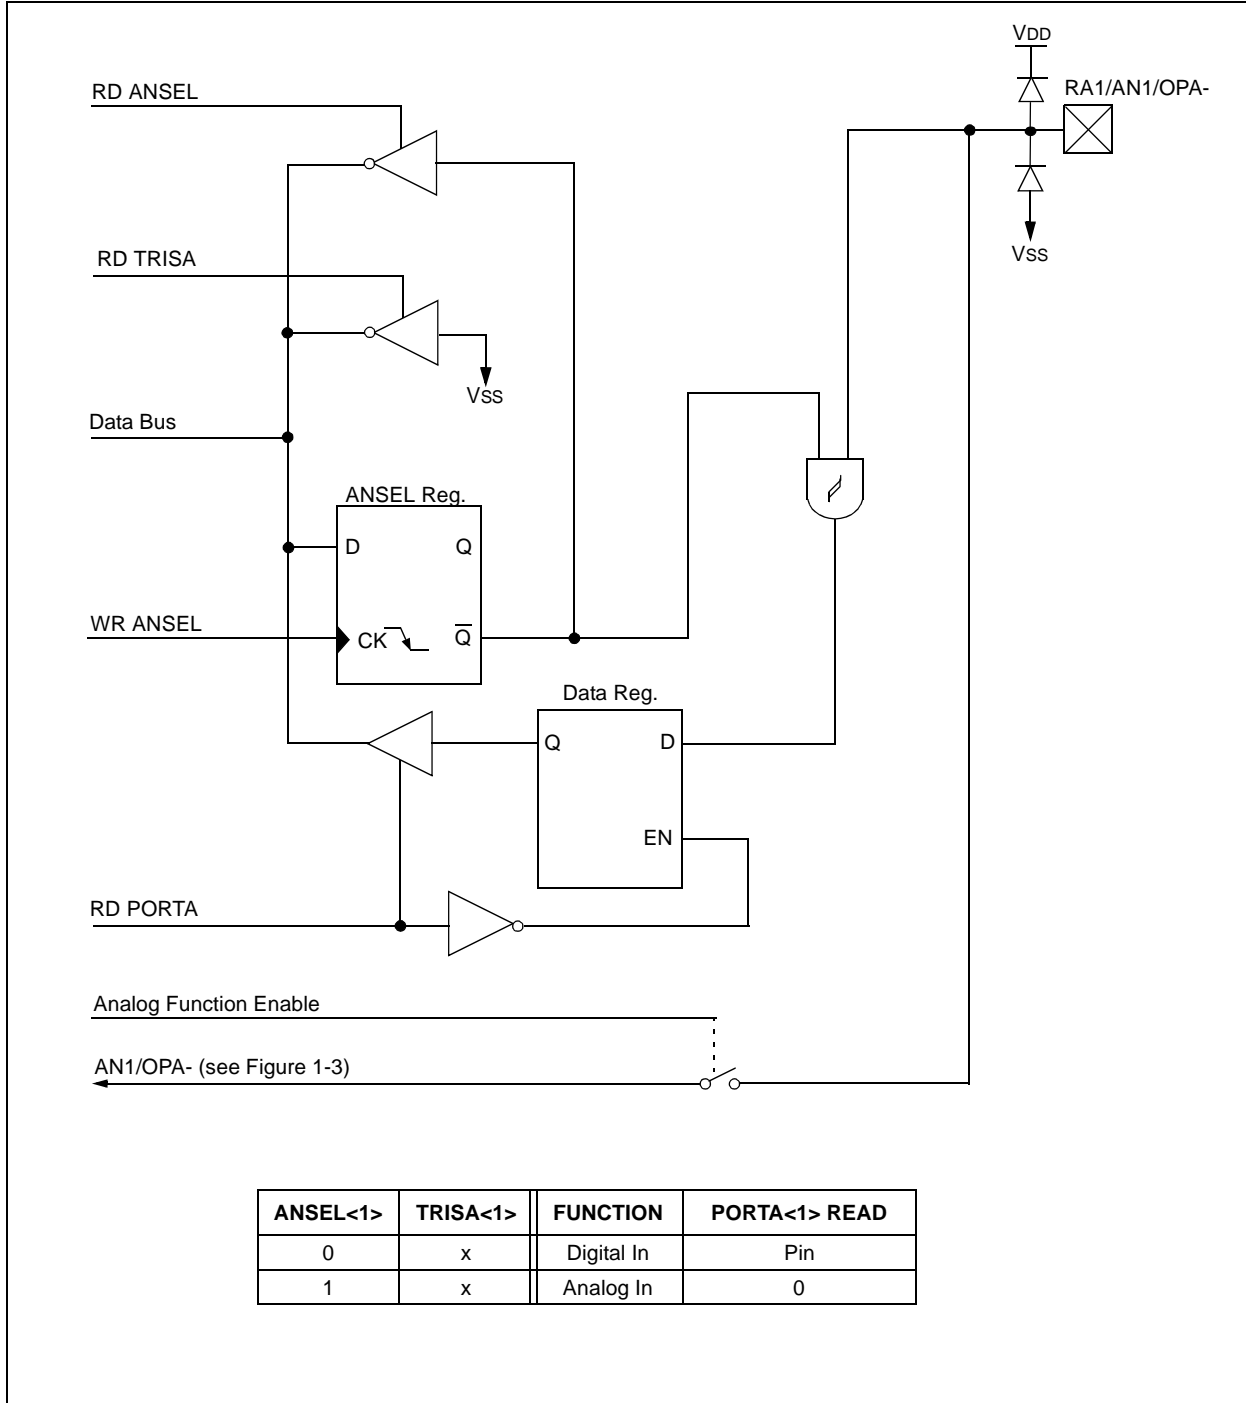 VDD
RD ANSEL
RA1/AN1/OPA-
RD TRISA
VSS
VSS
Data Bus
ANSEL Reg.
D Q
WR ANSEL
CK Q̅
Data Reg.
Q D
EN
RD PORTA
Analog Function Enable
AN1/OPA- (see Figure 1-3)
ANSEL<1> TRISA<1> FUNCTION PORTA<1> READ
0 x Digital In Pin
1 x Analog In 0